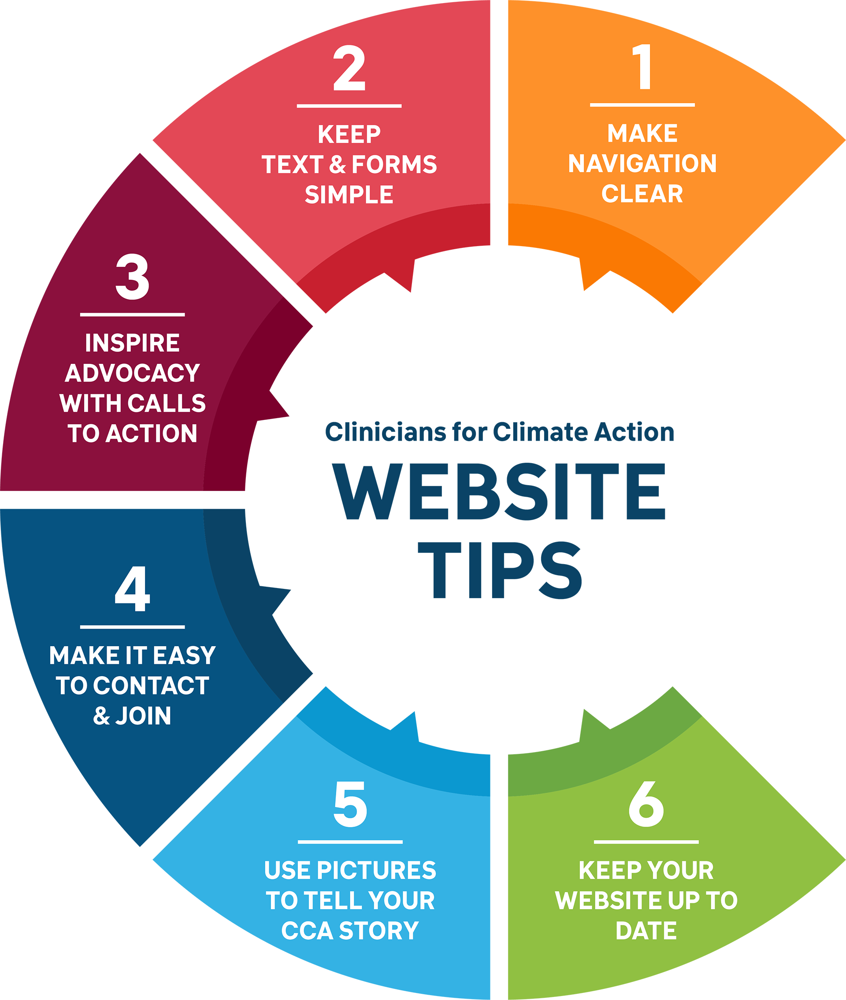 Clinicians for Climate Action
WEBSITE
TIPS
1
MAKE
NAVIGATION
CLEAR
2
KEEP
TEXT & FORMS
SIMPLE
3
INSPIRE
ADVOCACY
WITH CALLS
TO ACTION
4
MAKE IT EASY
TO CONTACT
& JOIN
5
USE PICTURES
TO TELL YOUR
CCA STORY
6
KEEP YOUR
WEBSITE UP TO
DATE